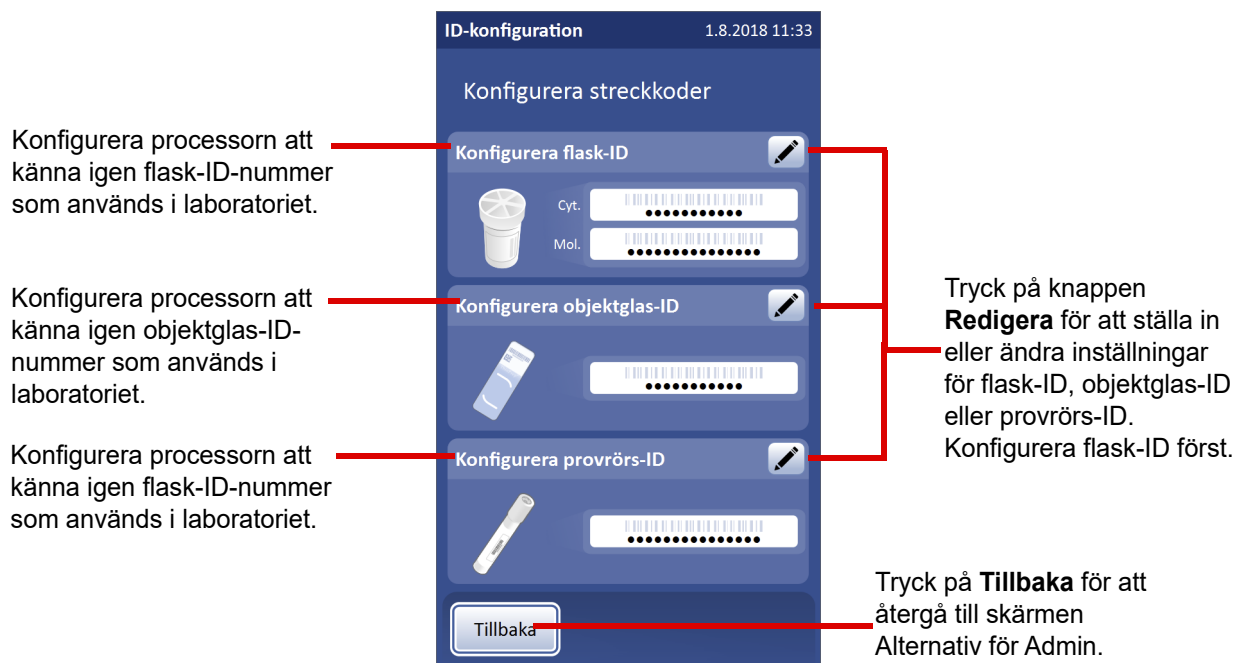 ID-konfiguration 1.8.2018 11:33
Konfigurera streckkoder
Konfigurera processorn att
känna igen flask-ID-nummer
som används i laboratoriet.
Konfigurera flask-ID
Cyt.
Mol.
Konfigurera processorn att
känna igen objektglas-ID-
nummer som används i
laboratoriet.
Konfigurera objektglas-ID
Tryck på knappen
Redigera för att ställa in
eller ändra inställningar
för flask-ID, objektglas-ID
eller provrörs-ID.
Konfigurera flask-ID först.
Konfigurera processorn att
känna igen flask-ID-nummer
som används i laboratoriet.
Konfigurera provrörs-ID
Tillbaka
Tryck på Tillbaka för att
återgå till skärmen
Alternativ för Admin.